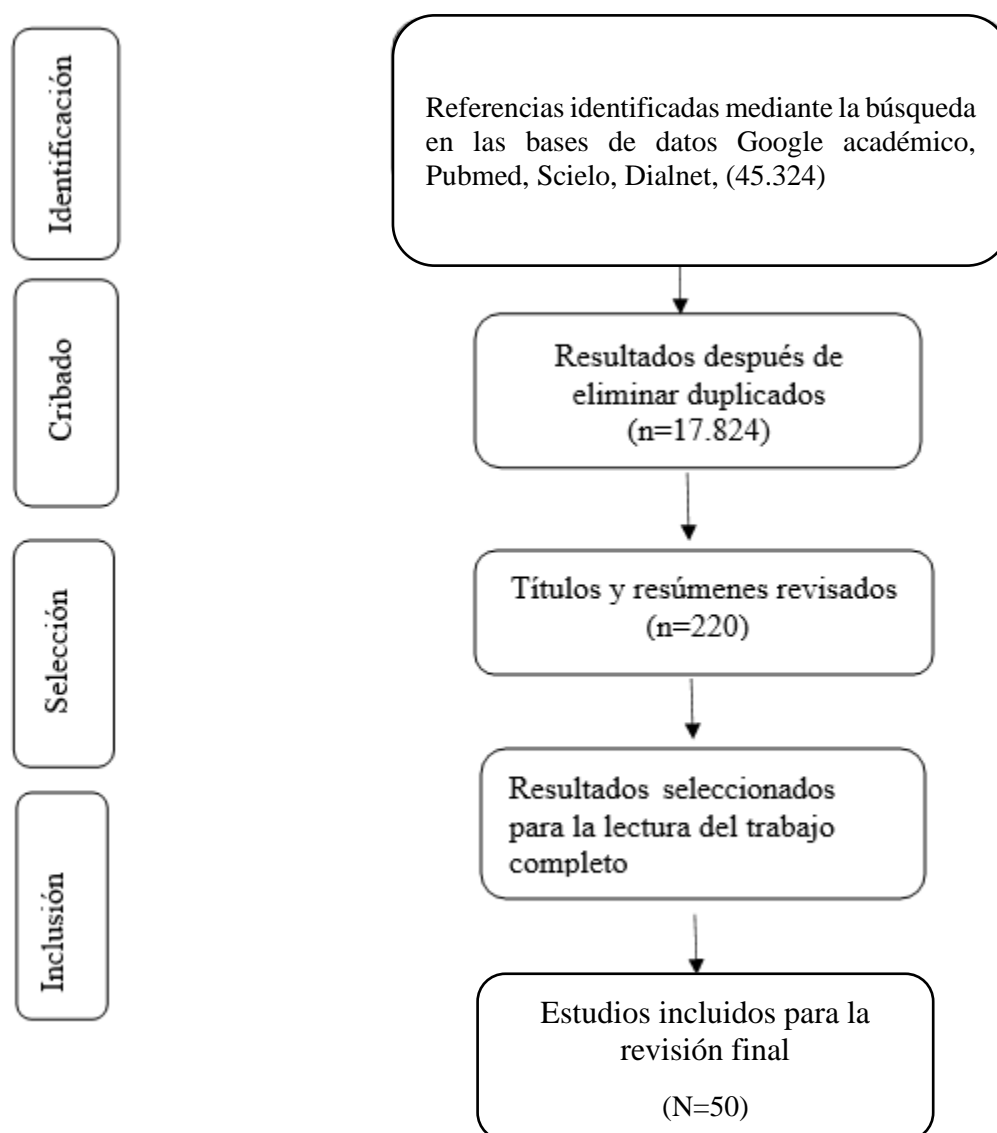 Identificación
Referencias identificadas mediante la búsqueda
en las bases de datos Google académico,
Pubmed, Scielo, Dialnet, (45.324)
Cribado
Resultados después de
eliminar duplicados
(n=17.824)
Selección
Títulos y resúmenes revisados
(n=220)
Inclusión
Resultados seleccionados
para la lectura del trabajo
completo
Estudios incluidos para la
revisión final
(N=50)